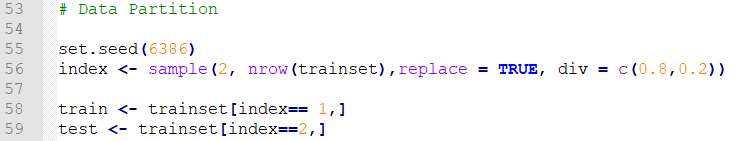 53 # Data Partition
54
55 set.seed(6386)
56 index <- sample(2, nrow(trainset),replace = TRUE, div = c(0.8,0.2))
57
58 train <- trainset[index== 1,]
59 test <- trainset[index==2,]